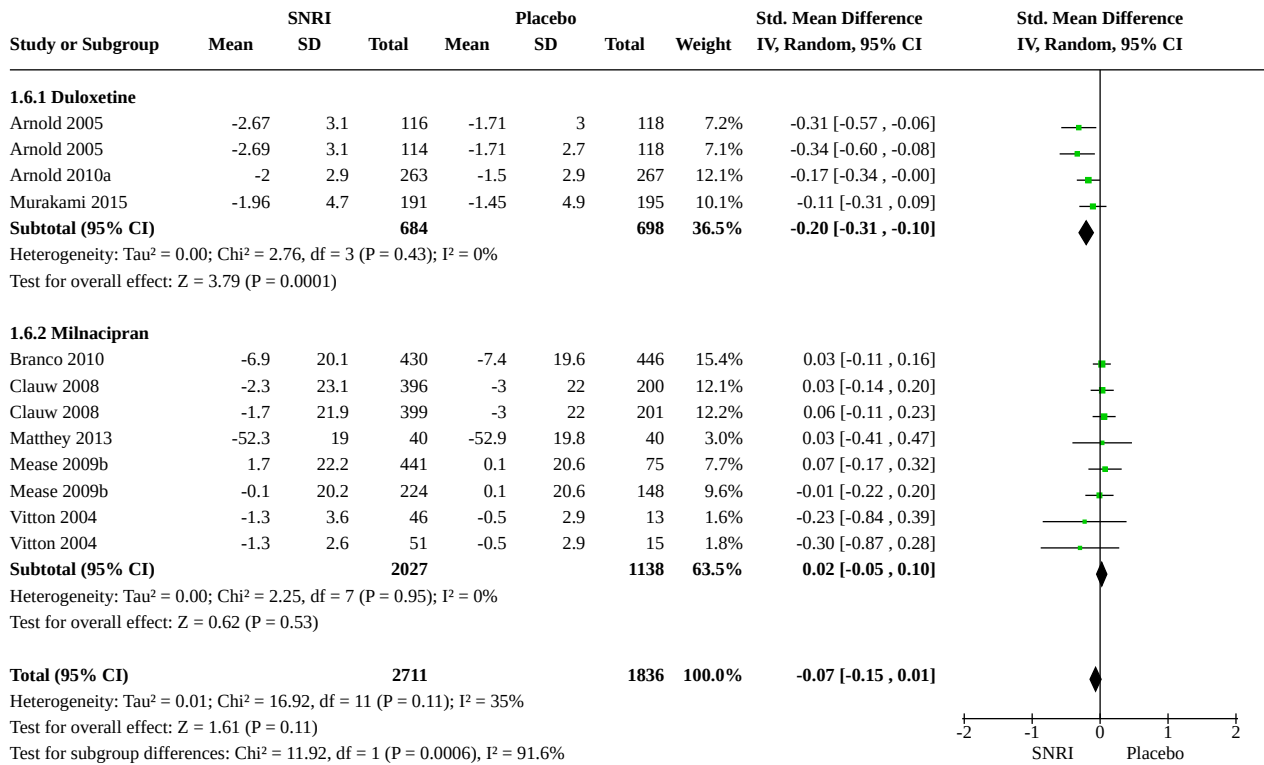 SNRI Placebo Std. Mean Difference Std. Mean Difference
Study or Subgroup Mean SD Total Mean SD Total Weight IV, Random, 95% CI IV, Random, 95% CI
1.6.1 Duloxetine
Arnold 2005 -2.67 3.1 116 -1.71 3 118 7.2% -0.31 [-0.57 , -0.06]
Arnold 2005 -2.69 3.1 114 -1.71 2.7 118 7.1% -0.34 [-0.60 , -0.08]
Arnold 2010a -2 2.9 263 -1.5 2.9 267 12.1% -0.17 [-0.34 , -0.00]
Murakami 2015 -1.96 4.7 191 -1.45 4.9 195 10.1% -0.11 [-0.31 , 0.09]
Subtotal (95% CI) 684 698 36.5% -0.20 [-0.31 , -0.10]
Heterogeneity: Tau² = 0.00; Chi² = 2.76, df = 3 (P = 0.43); I² = 0%
Test for overall effect: Z = 3.79 (P = 0.0001)
1.6.2 Milnacipran
Branco 2010 -6.9 20.1 430 -7.4 19.6 446 15.4% 0.03 [-0.11 , 0.16]
Clauw 2008 -2.3 23.1 396 -3 22 200 12.1% 0.03 [-0.14 , 0.20]
Clauw 2008 -1.7 21.9 399 -3 22 201 12.2% 0.06 [-0.11 , 0.23]
Matthey 2013 -52.3 19 40 -52.9 19.8 40 3.0% 0.03 [-0.41 , 0.47]
Mease 2009b 1.7 22.2 441 0.1 20.6 75 7.7% 0.07 [-0.17 , 0.32]
Mease 2009b -0.1 20.2 224 0.1 20.6 148 9.6% -0.01 [-0.22 , 0.20]
Vitton 2004 -1.3 3.6 46 -0.5 2.9 13 1.6% -0.23 [-0.84 , 0.39]
Vitton 2004 -1.3 2.6 51 -0.5 2.9 15 1.8% -0.30 [-0.87 , 0.28]
Subtotal (95% CI) 2027 1138 63.5% 0.02 [-0.05 , 0.10]
Heterogeneity: Tau² = 0.00; Chi² = 2.25, df = 7 (P = 0.95); I² = 0%
Test for overall effect: Z = 0.62 (P = 0.53)
Total (95% CI) 2711 1836 100.0% -0.07 [-0.15 , 0.01]
Heterogeneity: Tau² = 0.01; Chi² = 16.92, df = 11 (P = 0.11); I² = 35%
Test for overall effect: Z = 1.61 (P = 0.11)
-2 -1 0 1 2
Test for subgroup differences: Chi² = 11.92, df = 1 (P = 0.0006), I² = 91.6%
SNRI Placebo